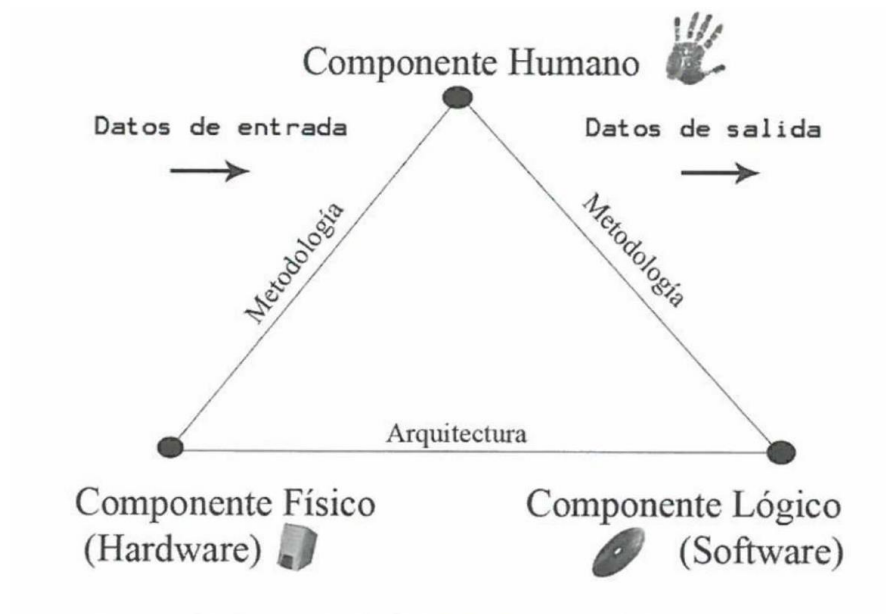 Componente Humano
Datos de entrada
Datos de salida
Metodología
Metodología
Arquitectura
Componente Físico
(Hardware)
Componente Lógico
(Software)